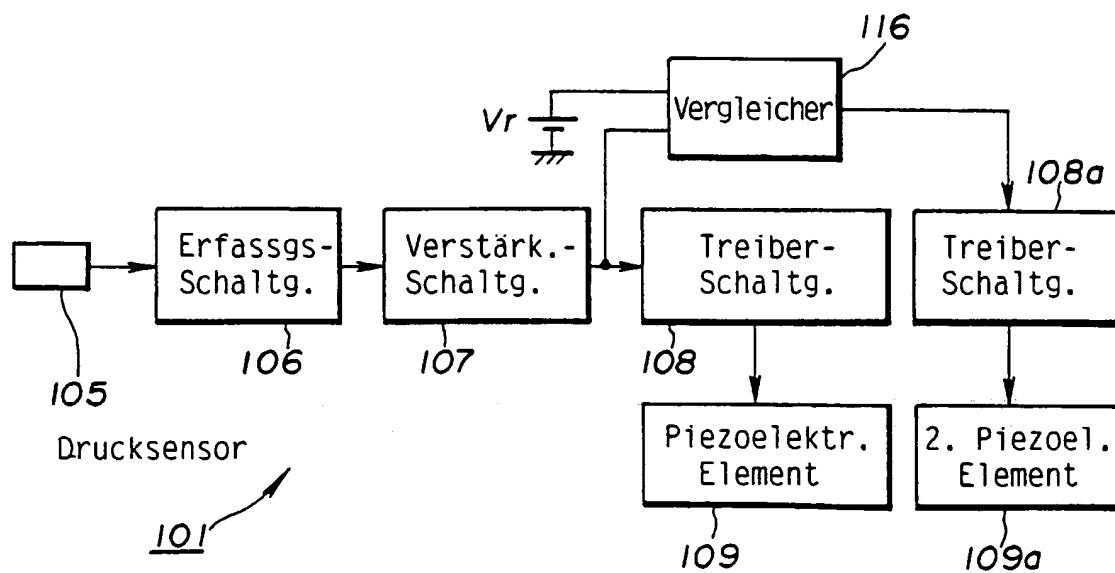 116
Vergleicher
Vr
108a
Erfassgs-
Schaltg.
Verstärk.-
Schaltg.
Treiber-
Schaltg.
Treiber-
Schaltg.
105
106
107
108
Drucksensor
Piezoelektr.
Element
2. Piezoel.
Element
101
109
109a